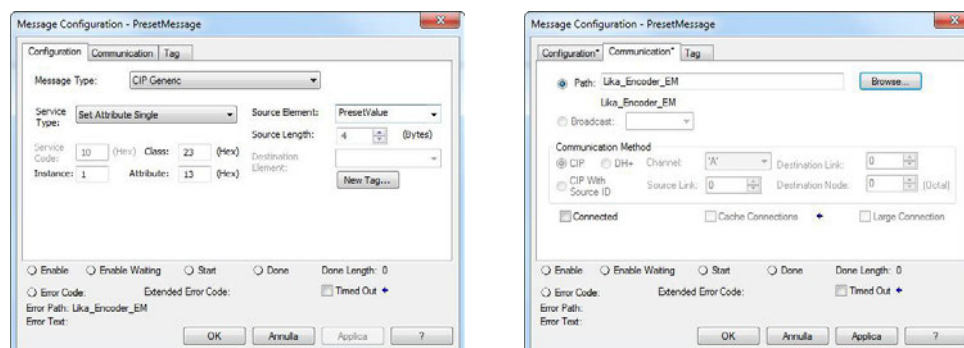 Message Configuration - PresetMessage
Configuration Communication Tag
Message Type: CIP Generic
Service Type: Set Attribute Single Source Element: PresetValue
Source Length: 4 (Bytes)
Service Code: 10 (Hex) Class: 23 (Hex) Destination Element:
Instance: 1 Attribute: 13 (Hex) New Tag...
Enable Enable Waiting Start Done Done Length: 0
Error Code: Extended Error Code: Timed Out
Error Path: Lika_Encoder_EM
Error Text:
OK Annulla Applica ?
Message Configuration - PresetMessage
Configuration* Communication* Tag
Path: Lika_Encoder_EM Browse...
Lika_Encoder_EM
Broadcast:
Communication Method
CIP DH+ Channel: 'A' Destination Link: 0
CIP With Source ID Source Link: 0 Destination Node: 0 (Octal)
Connected Cache Connections Large Connection
Enable Enable Waiting Start Done Done Length: 0
Error Code: Extended Error Code: Timed Out
Error Path:
Error Text:
OK Annulla Applica ?